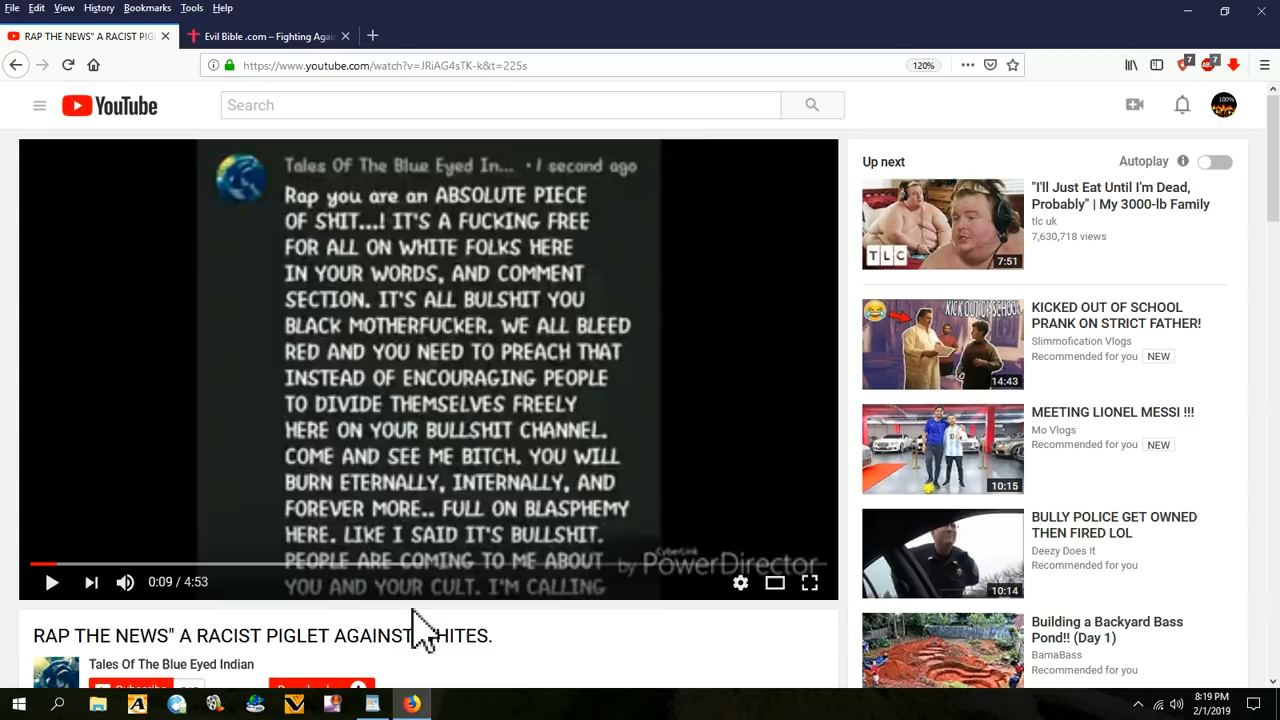 File Edit View History Bookmarks Tools Help
RAP THE NEWS" A RACIST PIGL
Evil Bible .com – Fighting Agai
https://www.youtube.com/watch?v=JRiAG4sTK-k&t=225s
120%
7
7
YouTube
Search
100%
Tales Of The Blue Eyed In... • 1 second ago
Rap you are an ABSOLUTE PIECE
OF SHIT...! IT'S A FUCKING FREE
FOR ALL ON WHITE FOLKS HERE
IN YOUR WORDS, AND COMMENT
SECTION. IT'S ALL BULSHIT YOU
BLACK MOTHERFUCKER. WE ALL BLEED
RED AND YOU NEED TO PREACH THAT
INSTEAD OF ENCOURAGING PEOPLE
TO DIVIDE THEMSELVES FREELY
HERE ON YOUR BULLSHIT CHANNEL.
COME AND SEE ME BITCH. YOU WILL
BURN ETERNALLY, INTERNALLY, AND
FOREVER MORE.. FULL ON BLASPHEMY
HERE. LIKE I SAID IT'S BULLSHIT.
PEOPLE ARE COMING TO ME ABOUT
YOU AND YOUR CULT. I'M CALLING
by CyberLink PowerDirector
0:09 / 4:53
RAP THE NEWS" A RACIST PIGLET AGAINST HITES.
Tales Of The Blue Eyed Indian
Subscribe
Up next
Autoplay
"I'll Just Eat Until I'm Dead,
Probably" | My 3000-lb Family
tlc uk
7,630,718 views
TLC
7:51
KICKED OUT OF SCHOOL
PRANK ON STRICT FATHER!
Slimmofication Vlogs
Recommended for you NEW
KICK OUT OF SCHOOL
14:43
MEETING LIONEL MESSI !!!
Mo Vlogs
Recommended for you NEW
10:15
BULLY POLICE GET OWNED
THEN FIRED LOL
Deezy Does It
Recommended for you
10:14
Building a Backyard Bass
Pond!! (Day 1)
BamaBass
Recommended for you
8:19 PM
2/1/2019